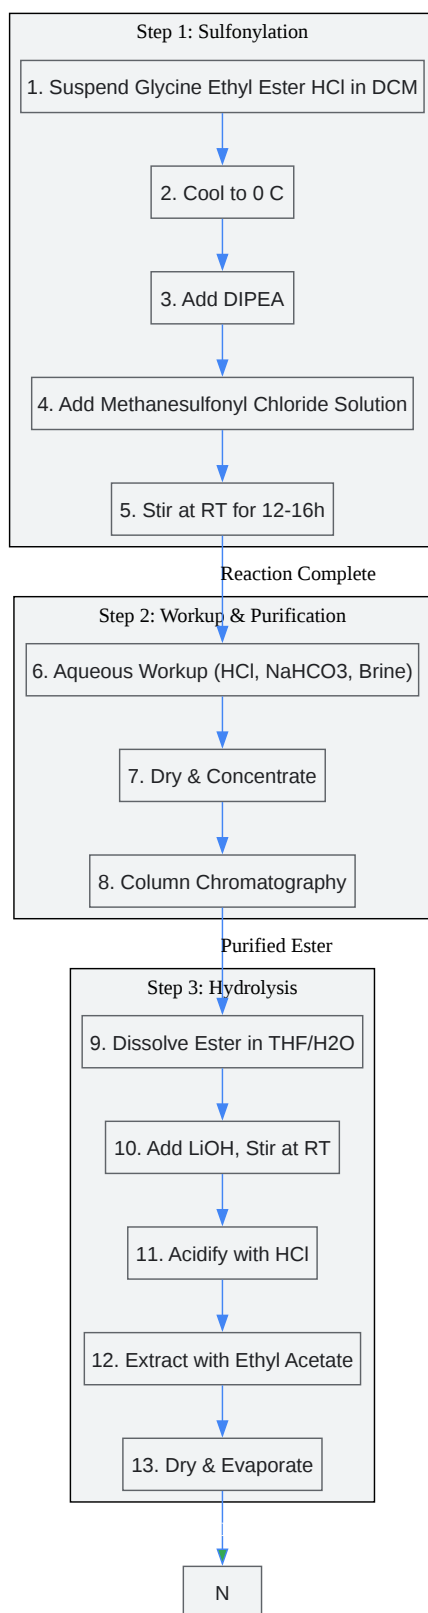 Step 1: Sulfonylation
1. Suspend Glycine Ethyl Ester HCl in DCM
2. Cool to 0 C
3. Add DIPEA
4. Add Methanesulfonyl Chloride Solution
5. Stir at RT for 12-16h
Reaction Complete
Step 2: Workup & Purification
6. Aqueous Workup (HCl, NaHCO3, Brine)
7. Dry & Concentrate
8. Column Chromatography
Purified Ester
Step 3: Hydrolysis
9. Dissolve Ester in THF/H2O
10. Add LiOH, Stir at RT
11. Acidify with HCl
12. Extract with Ethyl Acetate
13. Dry & Evaporate
N